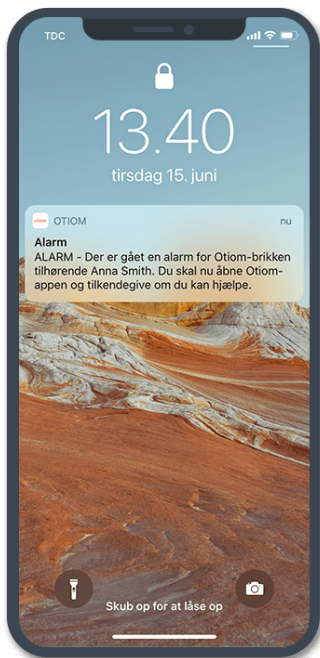 TDC
13.40
tirsdag 15. juni
OTIOM
nu
Alarm
ALARM - Der er gået en alarm for Otiom-brikken
tilhørende Anna Smith. Du skal nu åbne Otiom-
appen og tilkendegive om du kan hjælpe.
Skub op for at låse op